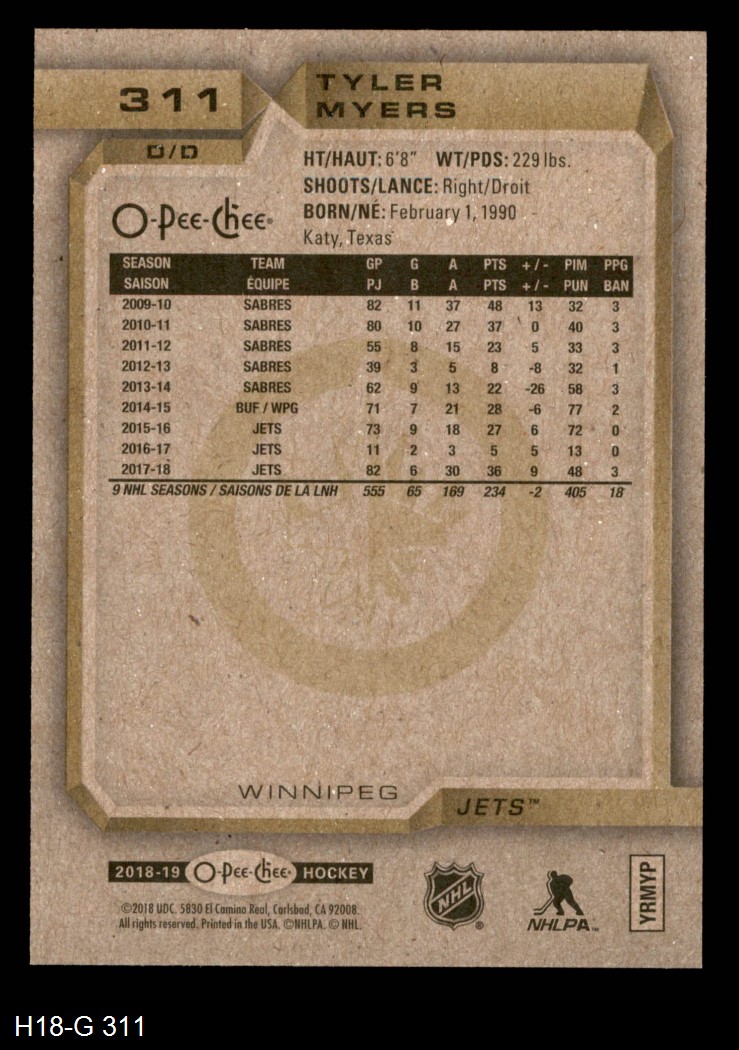 311
TYLER
MYERS
D/D
HT/HAUT: 6'8" WT/PDS: 229 lbs.
SHOOTS/LANCE: Right/Droit
BORN/NÉ: February 1, 1990
Katy, Texas
O-PEE-CHEE®
SEASON TEAM GP G A PTS +/- PIM PPG
SAISON ÉQUIPE PJ B A PTS +/- PUN BAN
2009-10 SABRES 82 11 37 48 13 32 3
2010-11 SABRES 80 10 27 37 0 40 3
2011-12 SABRES 55 8 15 23 5 33 3
2012-13 SABRES 39 3 5 8 -8 32 1
2013-14 SABRES 62 9 13 22 -26 58 3
2014-15 BUF / WPG 71 7 21 28 -6 77 2
2015-16 JETS 73 9 18 27 6 72 0
2016-17 JETS 11 2 3 5 5 13 0
2017-18 JETS 82 6 30 36 9 48 3
9 NHL SEASONS / SAISONS DE LA LNH 555 65 169 234 -2 405 18
WINNIPEG
JETS™
2018-19 O-PEE-CHEE® HOCKEY
©2018 UDC. 5830 El Camino Real, Carlsbad, CA 92008.
All rights reserved. Printed in the USA. ©NHLPA. © NHL.
NHL®
NHLPA™
YRMYP
H18-G 311